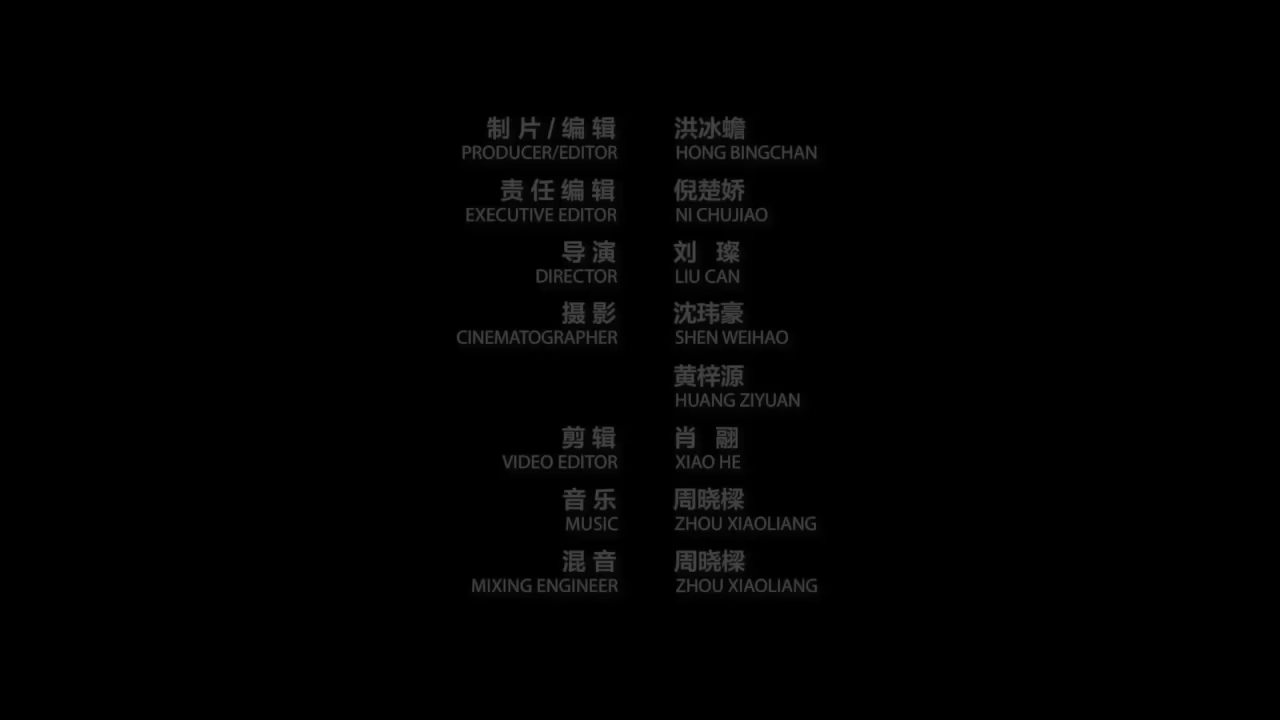 制片/编辑 洪冰蟾
PRODUCER/EDITOR HONG BINGCHAN
责任编辑 倪楚娇
EXECUTIVE EDITOR NI CHUJIAO
导演 刘璨
DIRECTOR LIU CAN
摄影 沈玮豪
CINEMATOGRAPHER SHEN WEIHAO
黄梓源
HUANG ZIYUAN
剪辑 肖翮
VIDEO EDITOR XIAO HE
音乐 周晓樑
MUSIC ZHOU XIAOLIANG
混音 周晓樑
MIXING ENGINEER ZHOU XIAOLIANG